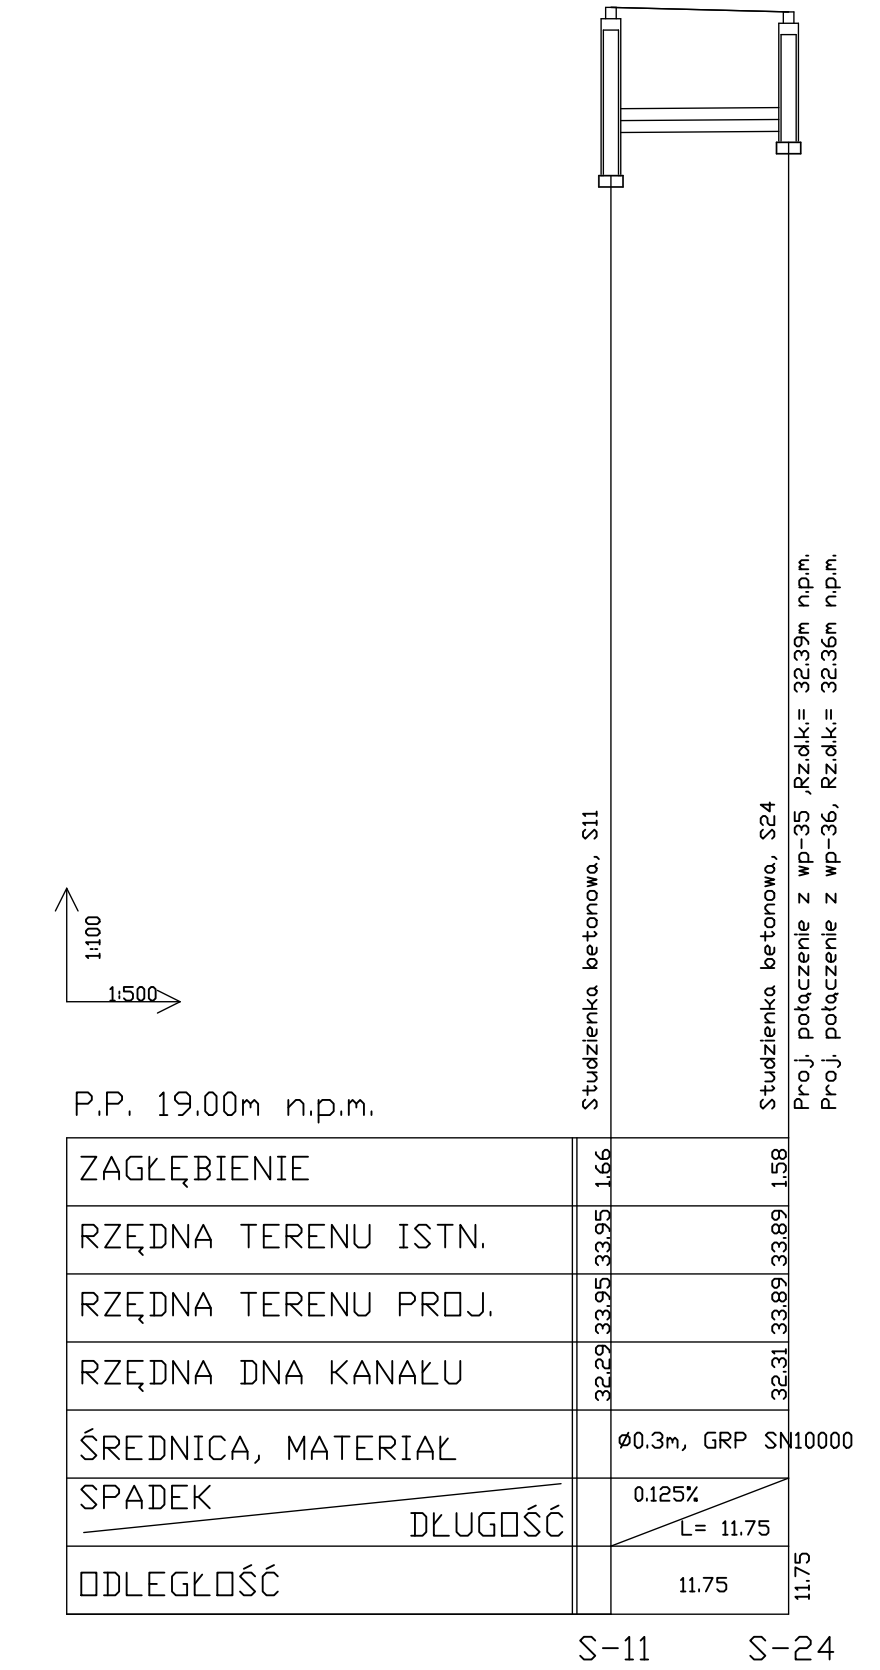 Proj. połączenie z wp-35 ,Rz.d.k.= 32.39m n.p.m.
Proj. połączenie z wp-36, Rz.d.k.= 32.36m n.p.m.
Studzienka betonowa, S11
Studzienka betonowa, S24
1:100
1:500
P.P. 19.00m n.p.m.
ZAGŁĘBIENIE 1.66 1.58
RZĘDNA TERENU ISTN. 33.95 33.89
RZĘDNA TERENU PROJ. 33.95 33.89
RZĘDNA DNA KANAŁU 32.29 32.31
ŚREDNICA, MATERIAŁ ø0.3m, GRP SN10000
SPADEK 0.125%
DŁUGOŚĆ L= 11.75
ODLEGŁOŚĆ 11.75 11.75
S-11 S-24